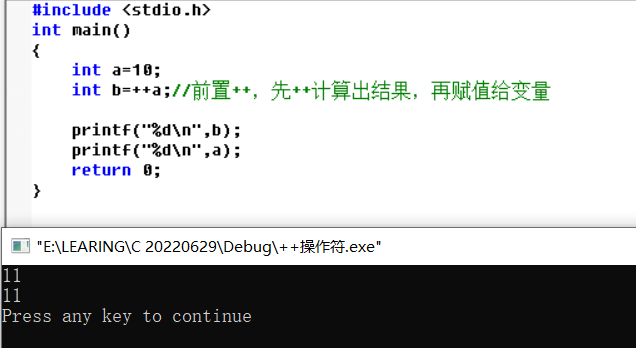 #include <stdio.h>
int main()
{
    int a=10;
    int b=++a;//前置++，先++计算出结果，再赋值给变量
    printf("%d\n",b);
    printf("%d\n",a);
    return 0;
}
"E:\LEARING\C 20220629\Debug\++操作符.exe"
11
11
Press any key to continue